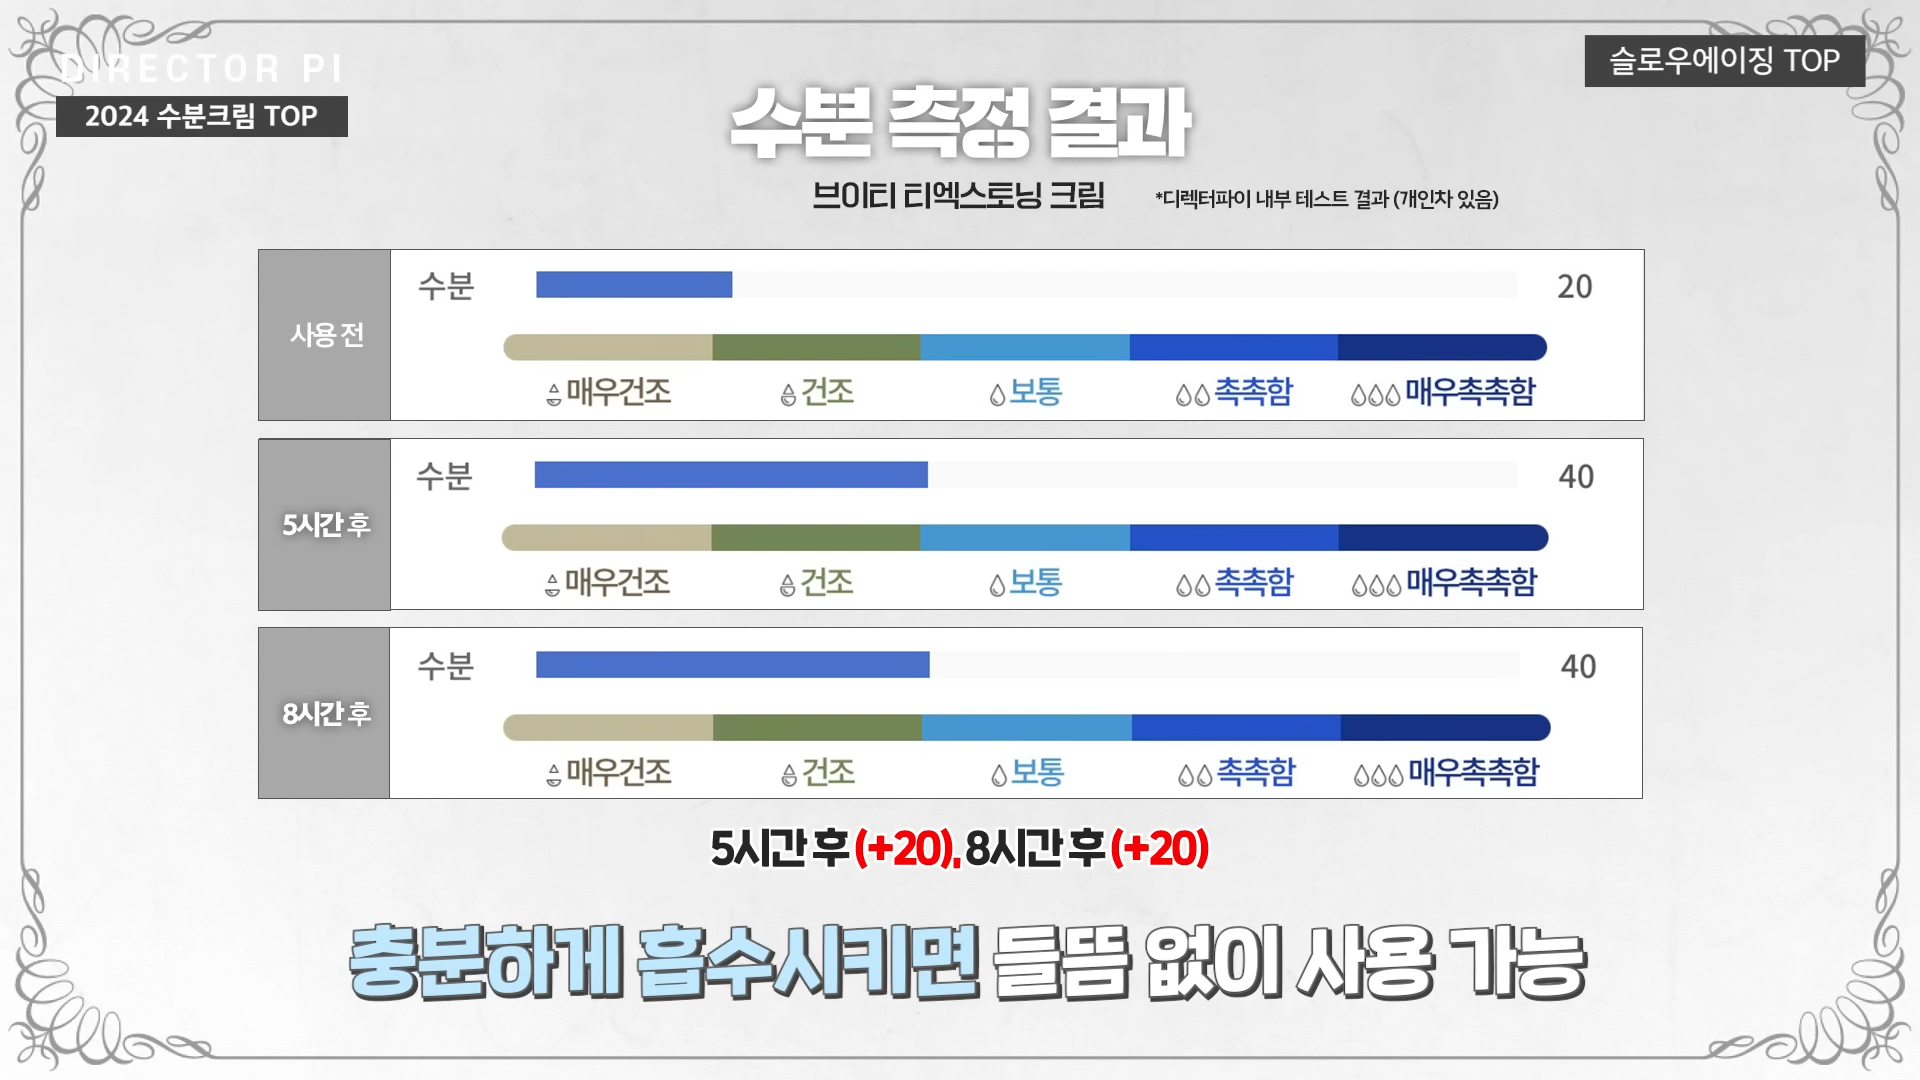 DIRECTOR PI
2024 수분크림 TOP
슬로우에이징 TOP
수분 측정 결과
브이티 티엑스토닝 크림
*디렉터파이 내부 테스트 결과 (개인차 있음)
사용 전
수분
20
매우건조 건조 보통 촉촉함 매우촉촉함
5시간 후
수분
40
매우건조 건조 보통 촉촉함 매우촉촉함
8시간 후
수분
40
매우건조 건조 보통 촉촉함 매우촉촉함
5시간 후 (+20), 8시간 후 (+20)
충분하게 흡수시키면 들뜸 없이 사용 가능